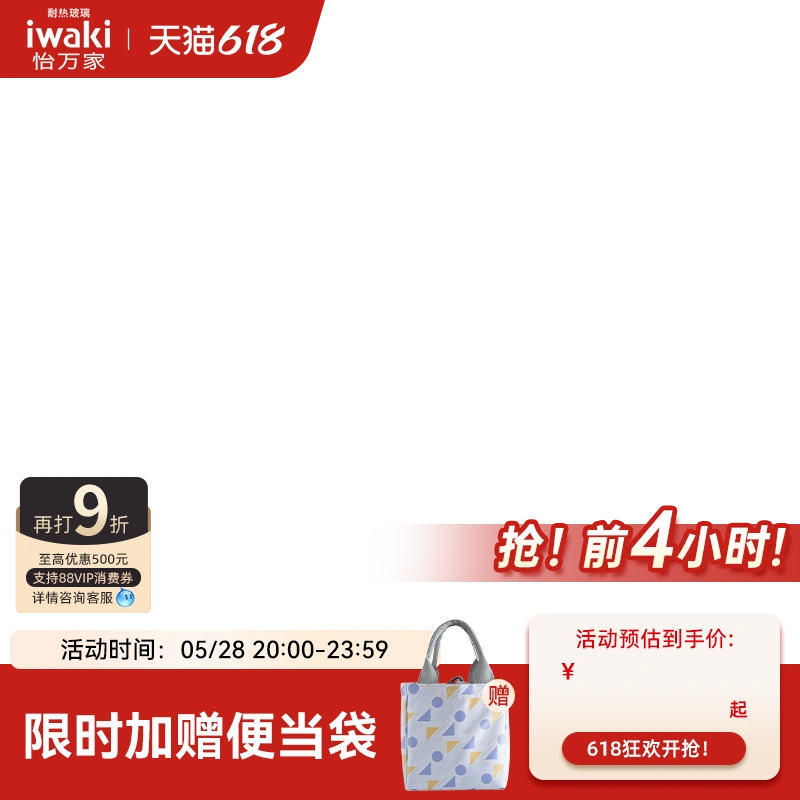 耐热玻璃
iwaki
怡万家
天猫618
再打9折
至高优惠500元
支持88VIP消费券
详情咨询客服
抢！前4小时！
活动时间：05/28 20:00-23:59
限时加赠便当袋
赠
活动预估到手价：
¥
起
618狂欢开抢！